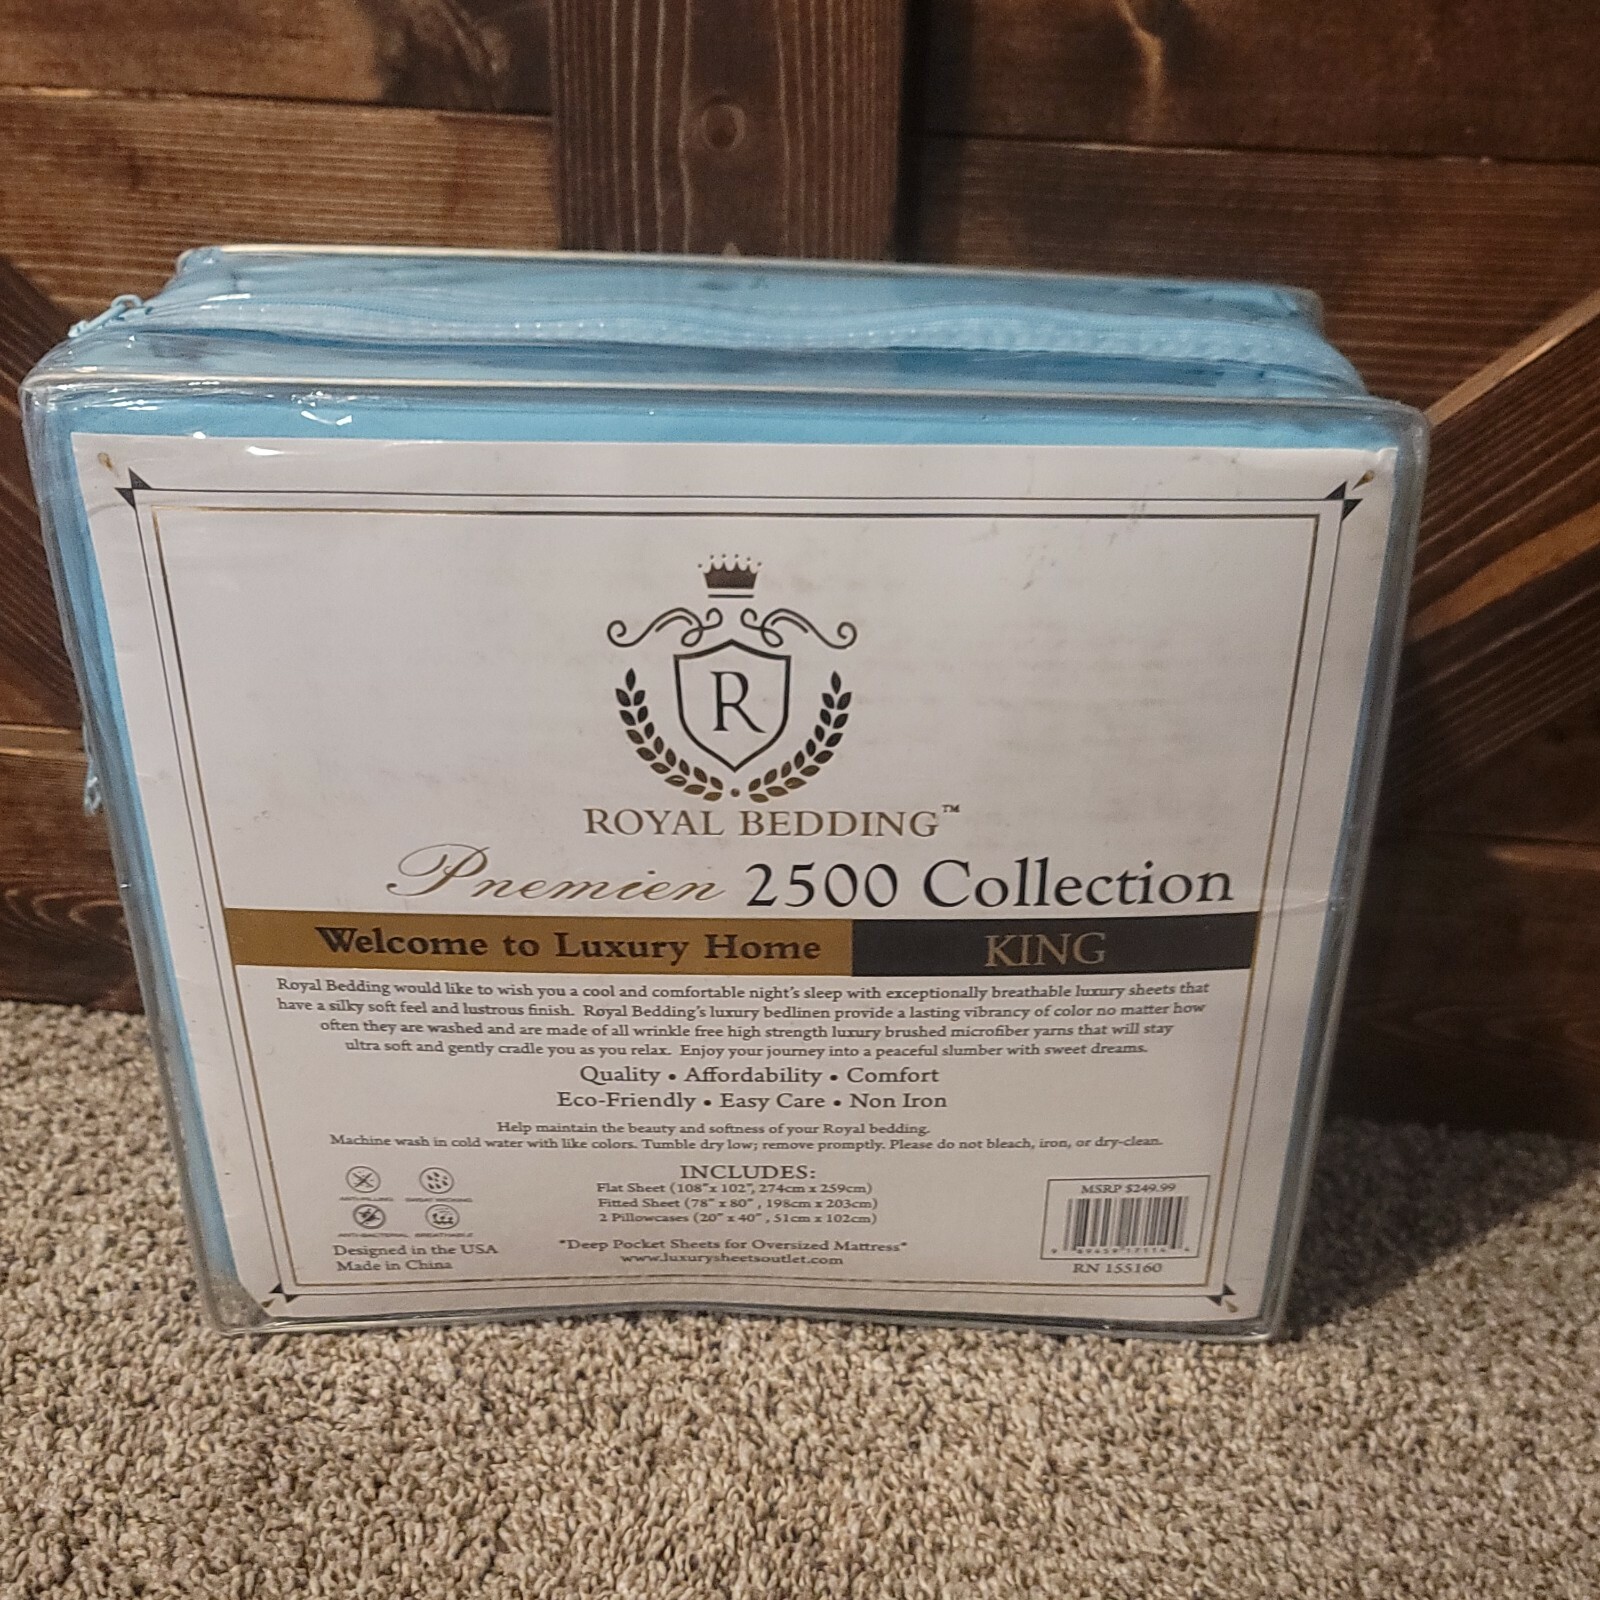 R
ROYAL BEDDING™
Premier 2500 Collection
Welcome to Luxury Home
KING
Royal Bedding would like to wish you a cool and comfortable night's sleep with exceptionally breathable luxury sheets that
have a silky soft feel and lustrous finish. Royal Bedding's luxury bedlinen provide a lasting vibrancy of color no matter how
often they are washed and are made of all wrinkle free high strength luxury brushed microfiber yarns that will stay
ultra soft and gently cradle you as you relax. Enjoy your journey into a peaceful slumber with sweet dreams.
Quality • Affordability • Comfort
Eco-Friendly • Easy Care • Non Iron
Help maintain the beauty and softness of your Royal bedding.
Machine wash in cold water with like colors. Tumble dry low; remove promptly. Please do not bleach, iron, or dry-clean.
ANTI-PILLING SWEAT WICKING
ANTI-BACTERIAL BREATHABLE
Designed in the USA
Made in China
INCLUDES:
Flat Sheet (108"x 102", 274cm x 259cm)
Fitted Sheet (78" x 80" , 198cm x 203cm)
2 Pillowcases (20" x 40" , 51cm x 102cm)
*Deep Pocket Sheets for Oversized Mattress*
www.luxurysheetsoutlet.com
MSRP $249.99
RN 155160